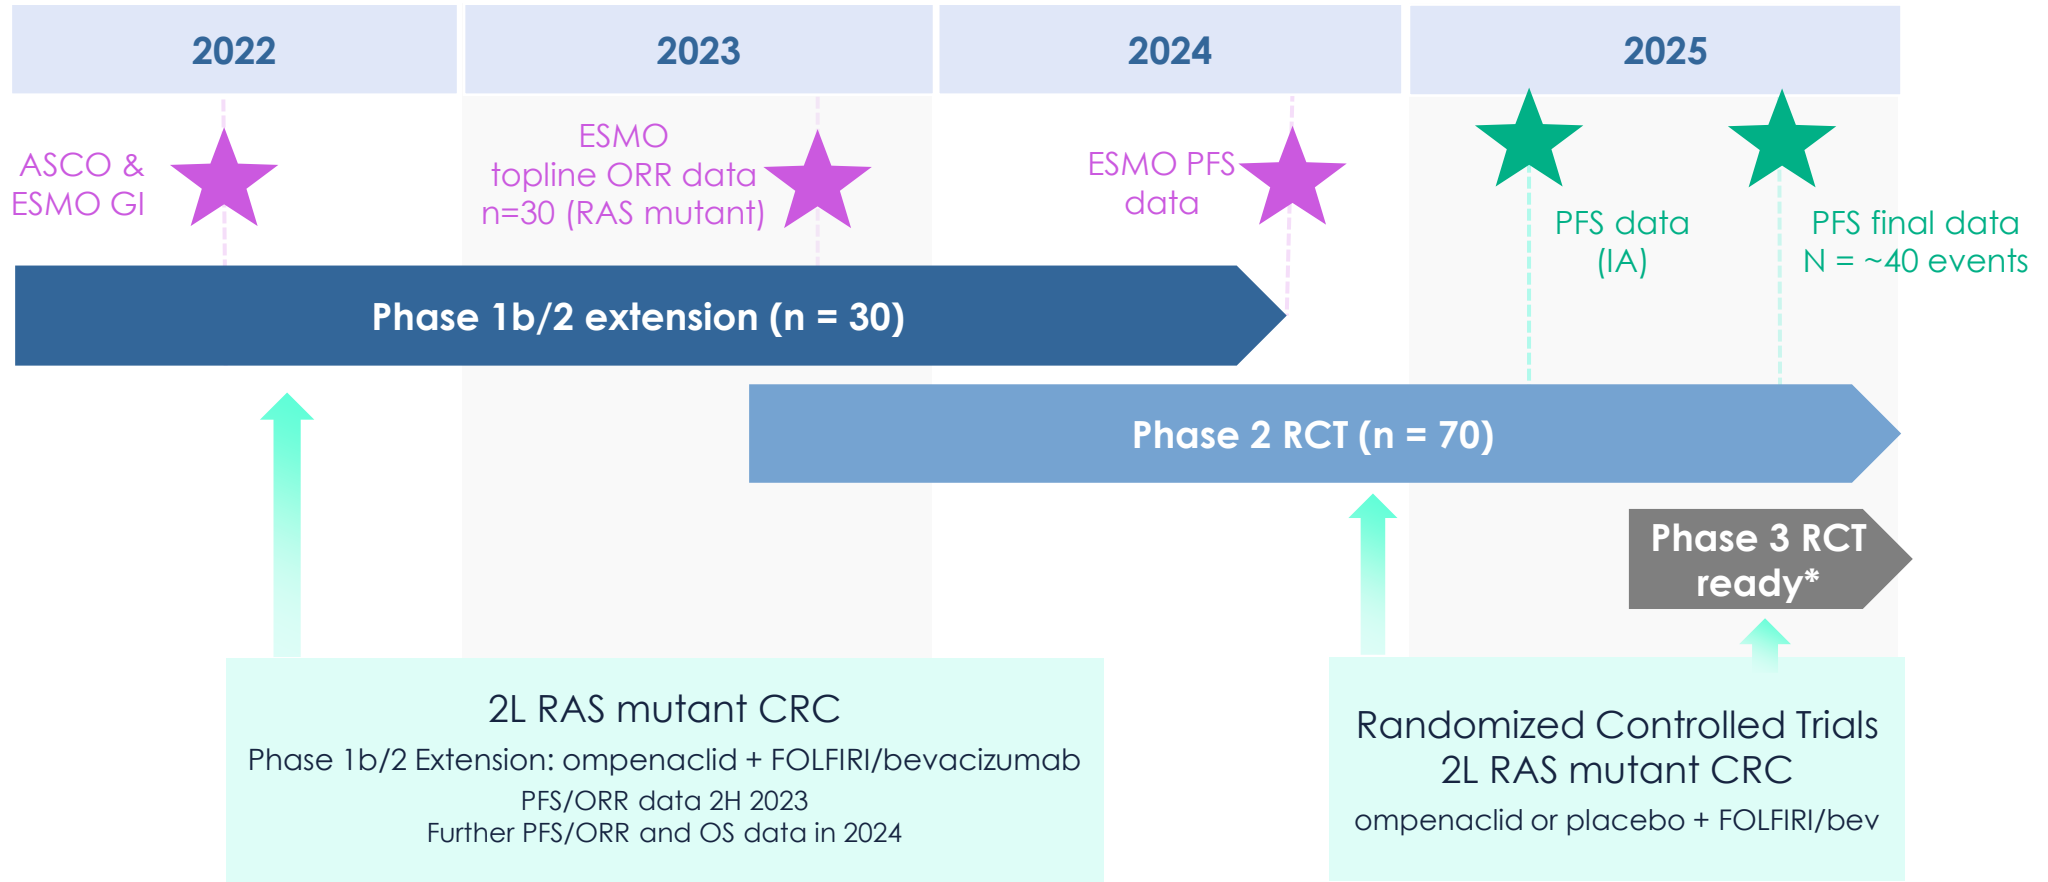 2022
2023
2024
2025
ASCO &
ESMO GI
ESMO
topline ORR data
n=30 (RAS mutant)
ESMO PFS
data
PFS data
(IA)
PFS final data
N = ~40 events
Phase 1b/2 extension (n = 30)
Phase 2 RCT (n = 70)
Phase 3 RCT
ready*
2L RAS mutant CRC
Phase 1b/2 Extension: ompenaclid + FOLFIRI/bevacizumab
PFS/ORR data 2H 2023
Further PFS/ORR and OS data in 2024
Randomized Controlled Trials
2L RAS mutant CRC
ompenaclid or placebo + FOLFIRI/bev